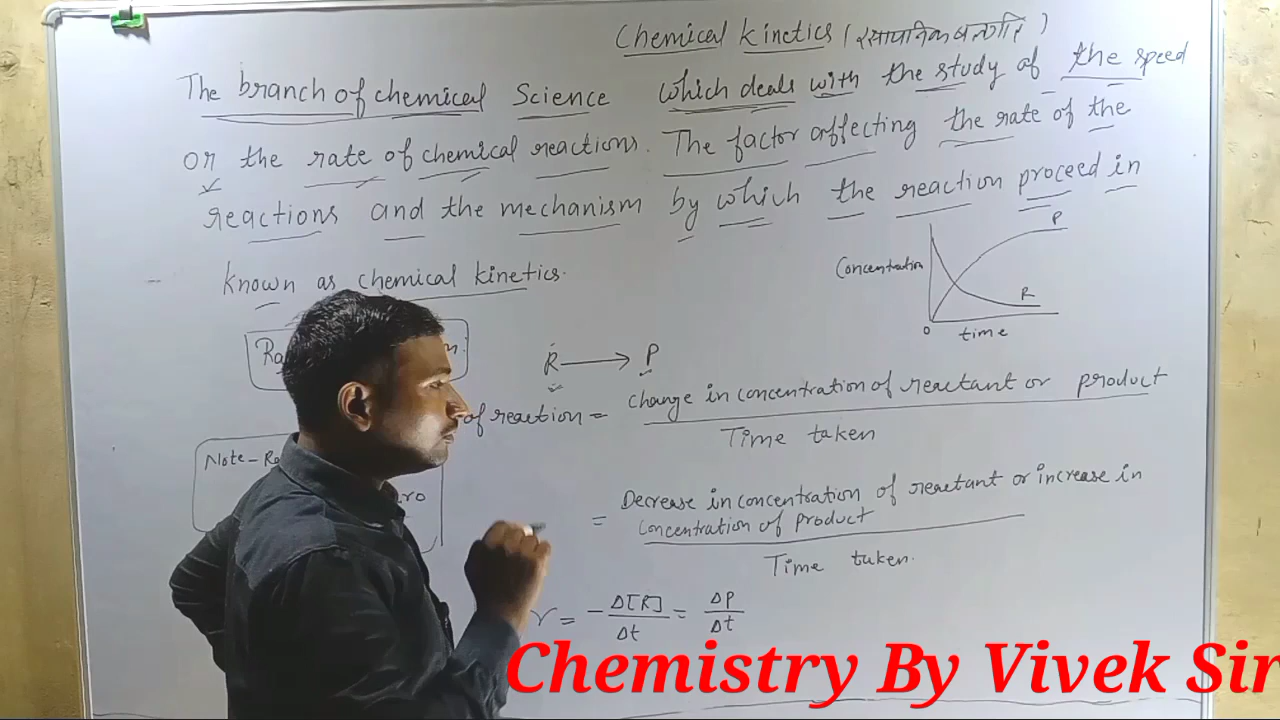 Chemical kinetics (रसायनिक बलगति)
The branch of chemical Science which deals with the study of the speed
or the rate of chemical reactions. The factor affecting the rate of the
reactions and the mechanism by which the reaction proceed in
known as chemical kinetics.
P
Concentration
R
0
time
R → P
of reaction = change in concentration of reactant or product
Time taken
Note -
= Decrease in concentration of reactant or increase in
concentration of product
Time taken.
r = - Δ[R]/Δt = ΔP/Δt
Chemistry By Vivek Sir